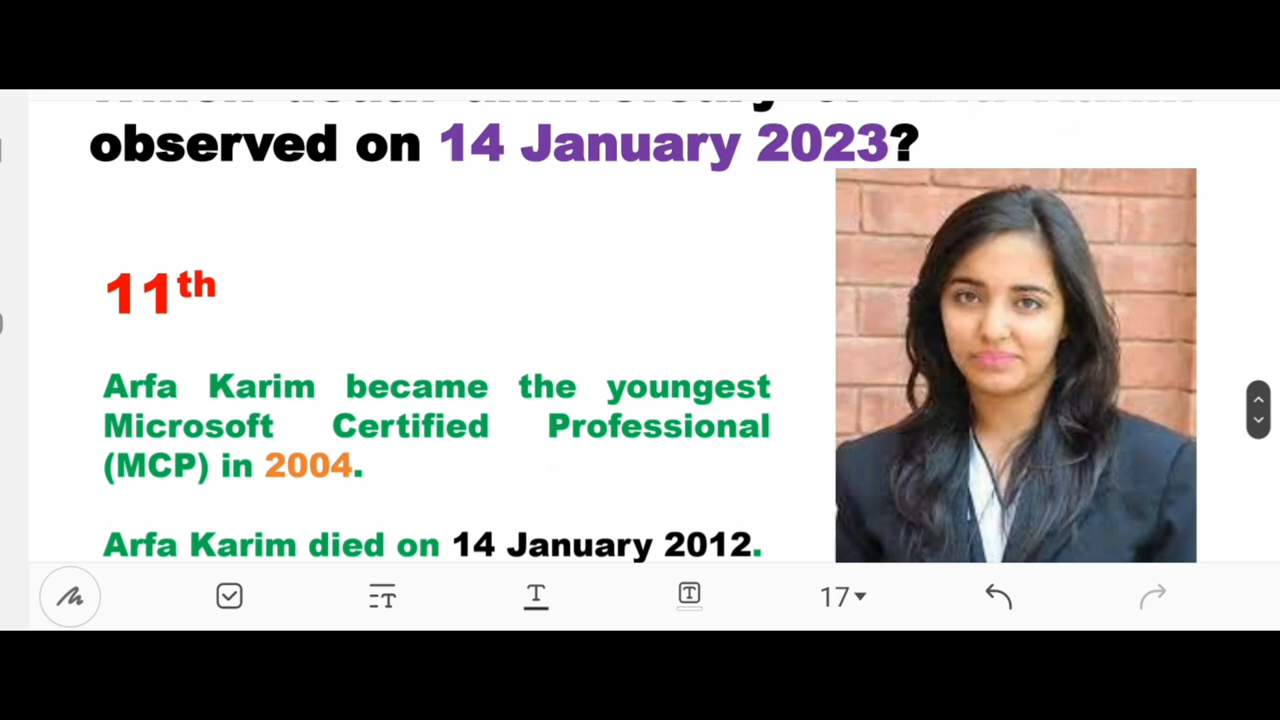 observed on 14 January 2023?
11th
Arfa Karim became the youngest
Microsoft Certified Professional
(MCP) in 2004.
Arfa Karim died on 14 January 2012.
17